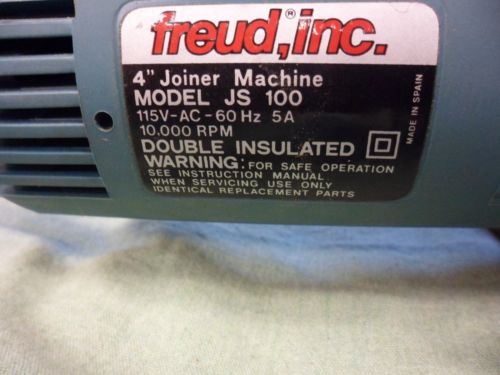 freud,inc.®
4" Joiner Machine
MODEL JS 100
115V-AC-60 Hz 5A
10.000 RPM
DOUBLE INSULATED
WARNING: FOR SAFE OPERATION
SEE INSTRUCTION MANUAL
WHEN SERVICING USE ONLY
IDENTICAL REPLACEMENT PARTS
MADE IN SPAIN